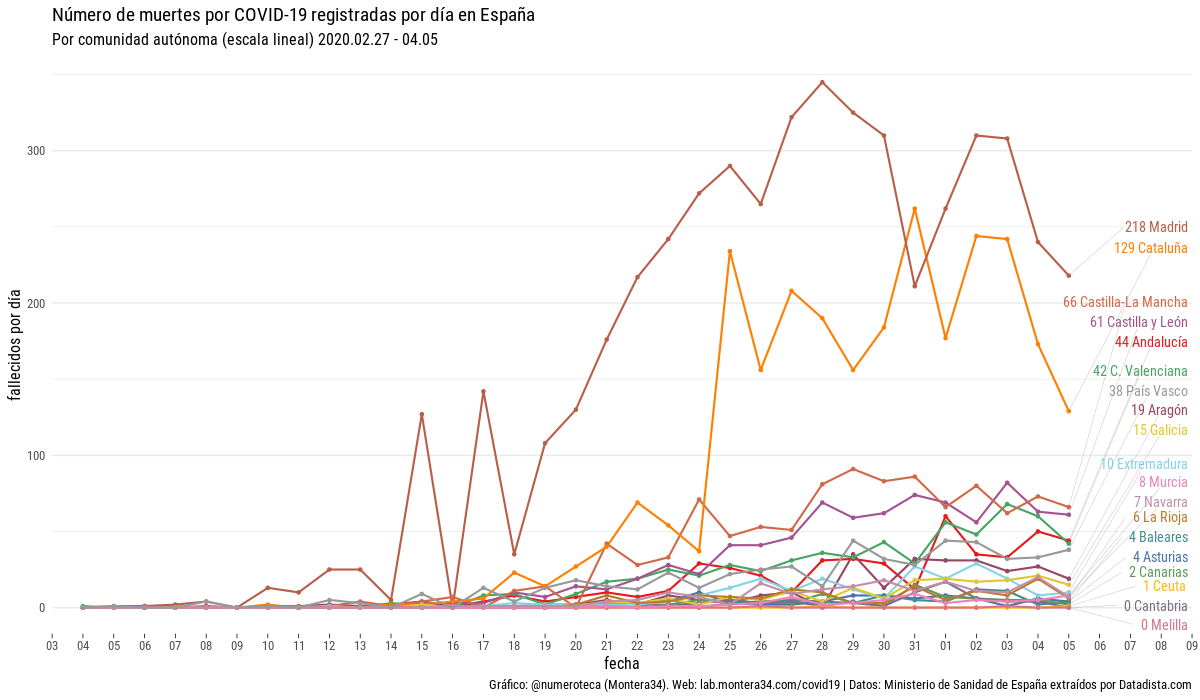 Número de muertes por COVID-19 registradas por día en España
Por comunidad autónoma (escala lineal) 2020.02.27 - 04.05
fallecidos por día
300
200
100
0
218 Madrid
129 Cataluña
66 Castilla-La Mancha
61 Castilla y León
44 Andalucía
42 C. Valenciana
38 País Vasco
19 Aragón
15 Galicia
10 Extremadura
8 Murcia
7 Navarra
6 La Rioja
4 Baleares
4 Asturias
2 Canarias
1 Ceuta
0 Cantabria
0 Melilla
03 04 05 06 07 08 09 10 11 12 13 14 15 16 17 18 19 20 21 22 23 24 25 26 27 28 29 30 31 01 02 03 04 05 06 07 08 09
fecha
Gráfico: @numeroteca (Montera34). Web: lab.montera34.com/covid19 | Datos: Ministerio de Sanidad de España extraídos por Datadista.com